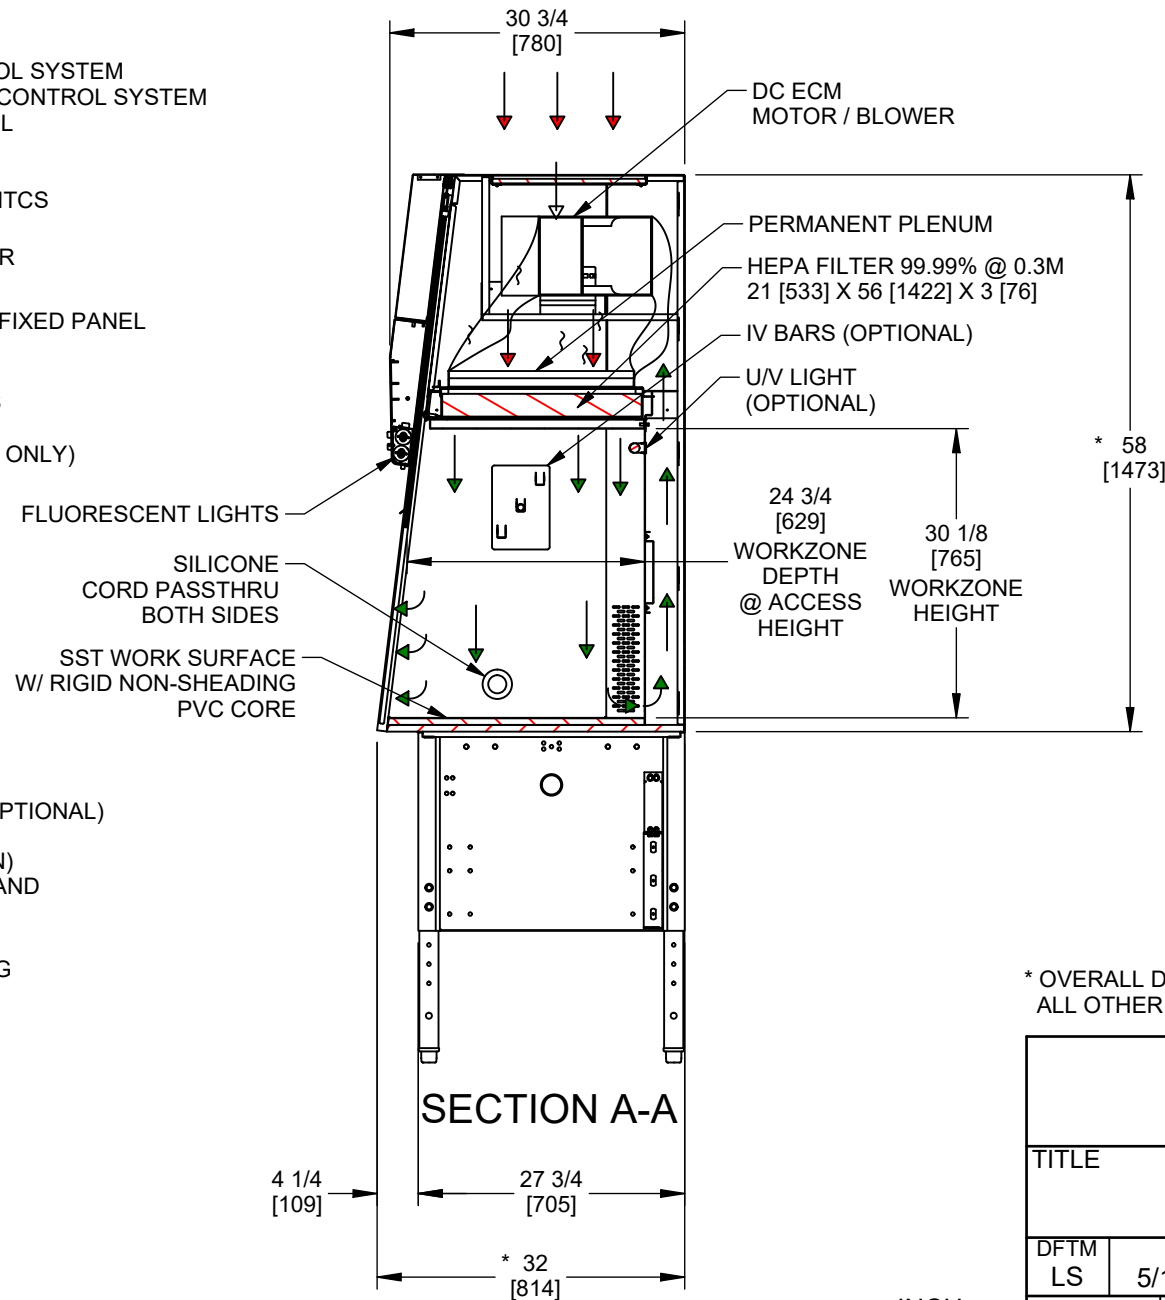 30 3/4
[780]
OL SYSTEM
CONTROL SYSTEM
L
ITCS
R
FIXED PANEL
S
ONLY)
DC ECM
MOTOR / BLOWER
PERMANENT PLENUM
HEPA FILTER 99.99% @ 0.3M
21 [533] X 56 [1422] X 3 [76]
IV BARS (OPTIONAL)
U/V LIGHT
(OPTIONAL)
* 58
[1473]
FLUORESCENT LIGHTS
24 3/4
[629]
WORKZONE
DEPTH
@ ACCESS
HEIGHT
30 1/8
[765]
WORKZONE
HEIGHT
SILICONE
CORD PASSTHRU
BOTH SIDES
SST WORK SURFACE
W/ RIGID NON-SHEADING
PVC CORE
PTIONAL)
N)
AND
G
* OVERALL D
ALL OTHER
SECTION A-A
4 1/4
[109]
27 3/4
[705]
* 32
[814]
TITLE
DFTM
LS
5/1